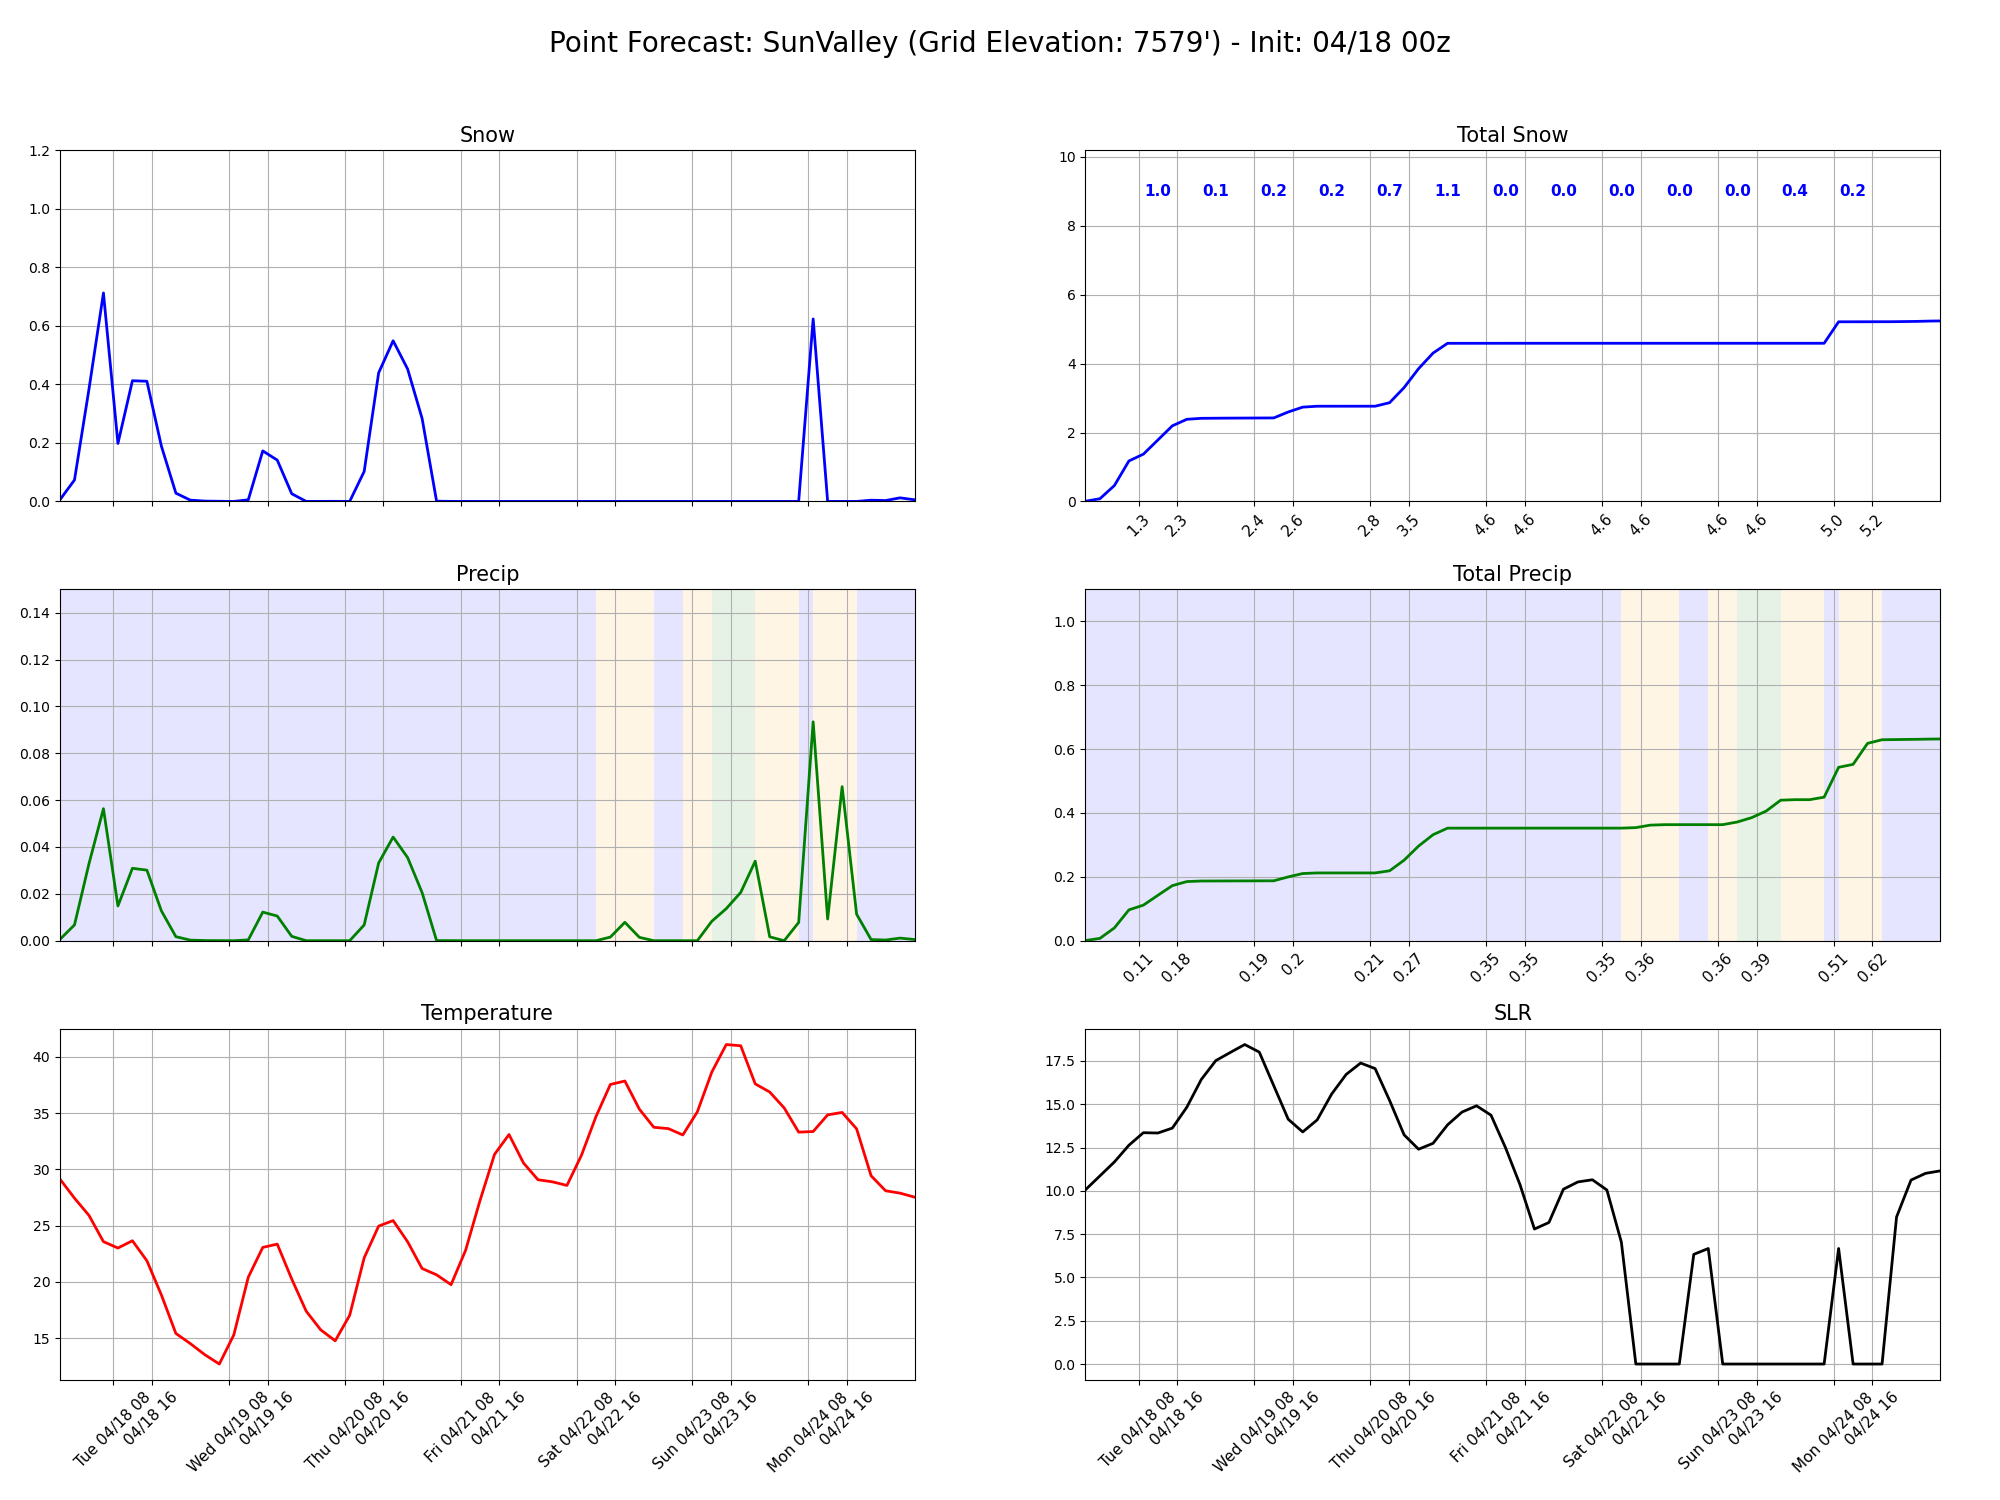 Point Forecast: SunValley (Grid Elevation: 7579') - Init: 04/18 00z
Snow
1.2
1.0
0.8
0.6
0.4
0.2
0.0
Total Snow
10
8
6
4
2
0
1.0 0.1 0.2 0.2 0.7 1.1 0.0 0.0 0.0 0.0 0.0 0.4 0.2
1.3 2.3 2.4 2.6 2.8 3.5 4.6 4.6 4.6 4.6 4.6 4.6 5.0 5.2
Precip
0.14
0.12
0.10
0.08
0.06
0.04
0.02
0.00
Total Precip
1.0
0.8
0.6
0.4
0.2
0.0
0.11 0.18 0.19 0.2 0.21 0.27 0.35 0.35 0.35 0.36 0.36 0.39 0.51 0.62
Temperature
40
35
30
25
20
15
Tue 04/18 08
04/18 16
Wed 04/19 08
04/19 16
Thu 04/20 08
04/20 16
Fri 04/21 08
04/21 16
Sat 04/22 08
04/22 16
Sun 04/23 08
04/23 16
Mon 04/24 08
04/24 16
SLR
17.5
15.0
12.5
10.0
7.5
5.0
2.5
0.0
Tue 04/18 08
04/18 16
Wed 04/19 08
04/19 16
Thu 04/20 08
04/20 16
Fri 04/21 08
04/21 16
Sat 04/22 08
04/22 16
Sun 04/23 08
04/23 16
Mon 04/24 08
04/24 16